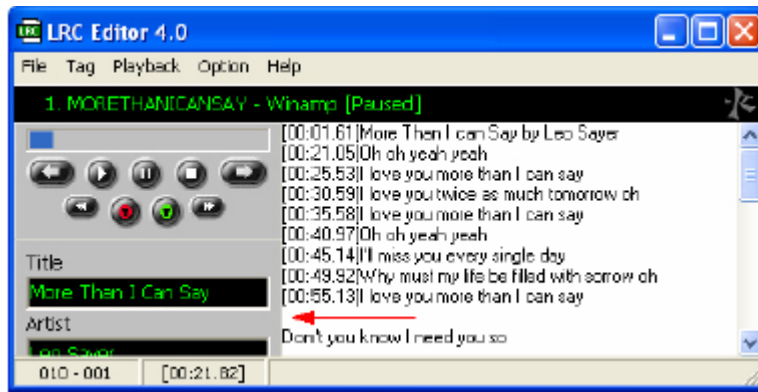 LRC Editor 4.0
File Tag Playback Option Help
1. MORETHANICANSAY - Winamp [Paused]
[00:01.61]More Than I can Say by Leo Sayer
[00:21.05]Oh oh yeah yeah
[00:25.53]I love you more than I can say
[00:30.59]I love you twice as much tomorrow oh
[00:35.58]I love you more than I can say
[00:40.97]Oh oh yeah yeah
[00:45.14]I'll miss you every single day
[00:49.92]Why must my life be filled with sorrow oh
[00:55.13]I love you more than I can say
Don't you know I need you so
Title
More Than I Can Say
Artist
Leo Sayer
010 - 001 [00:21.82]